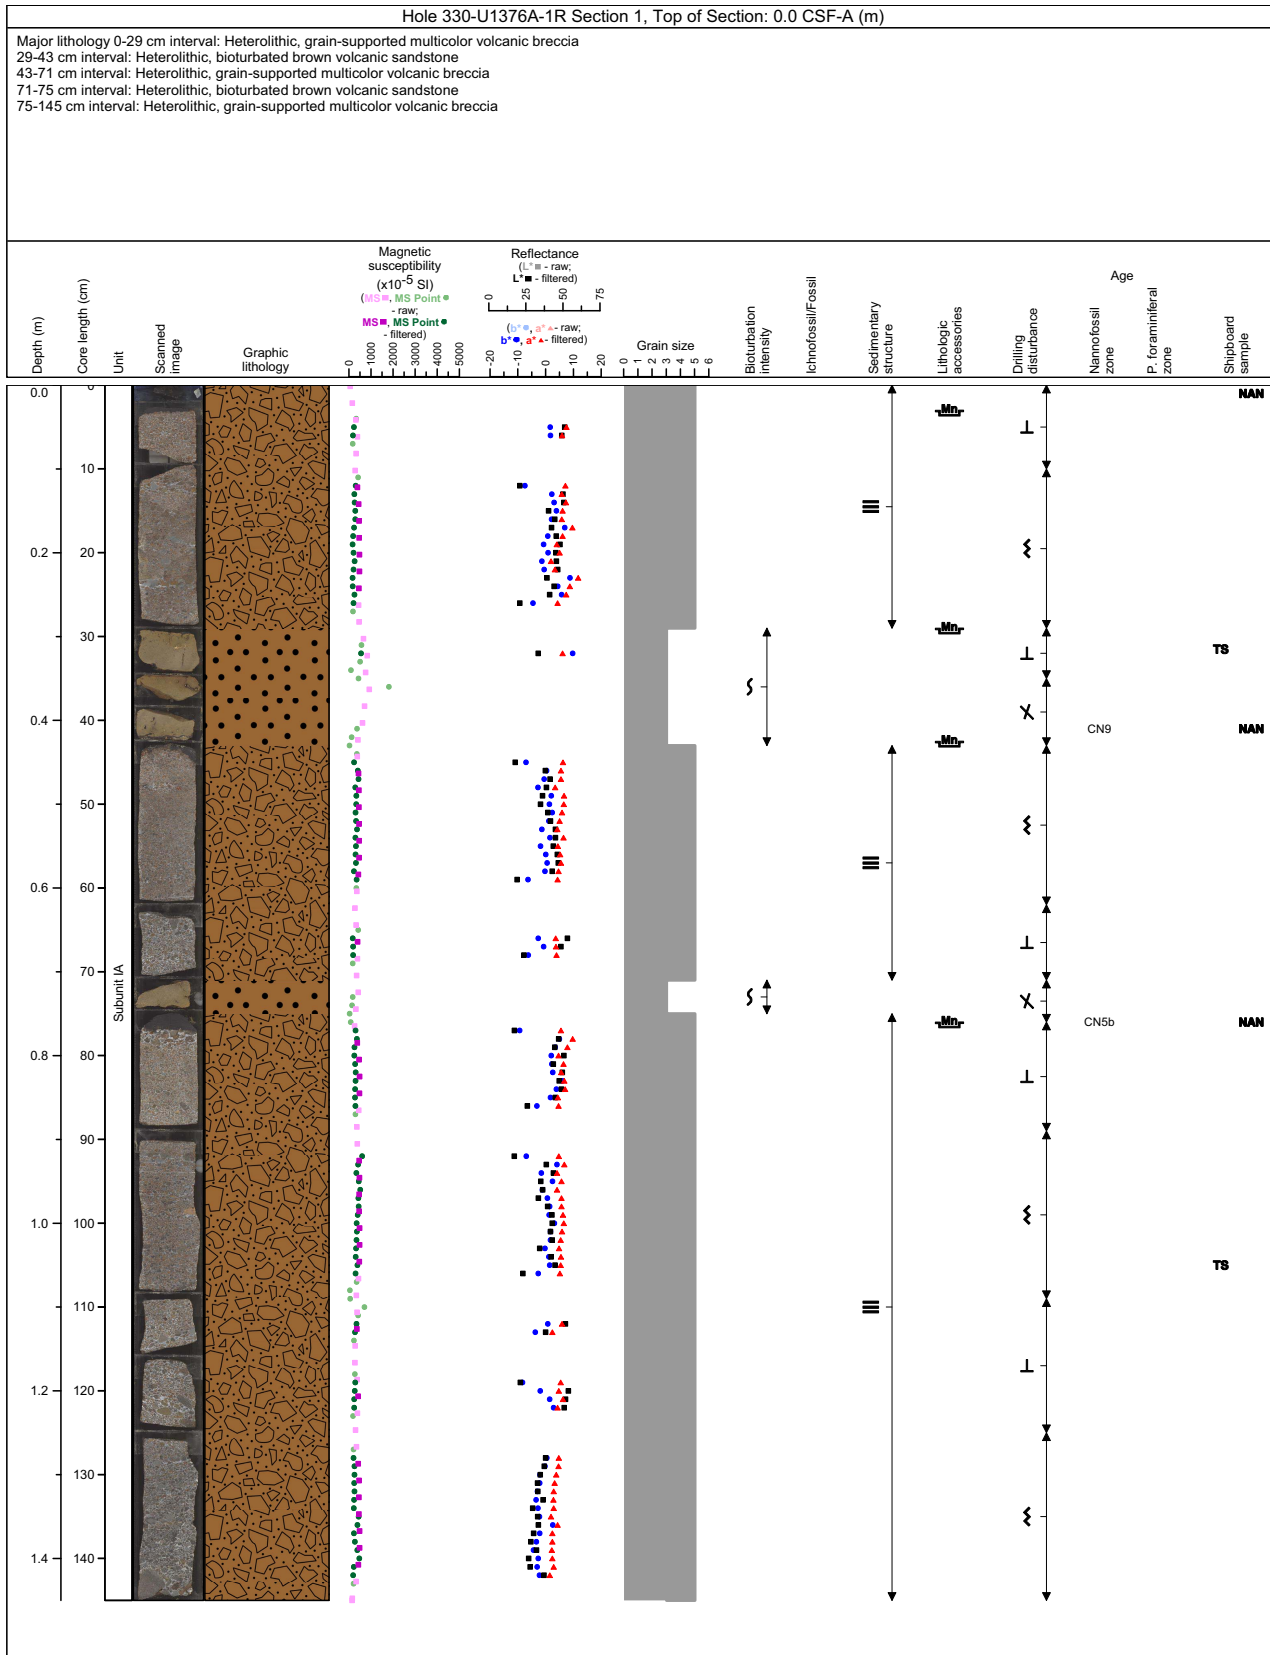 Hole 330-U1376A-1R Section 1, Top of Section: 0.0 CSF-A (m)
Major lithology 0-29 cm interval: Heterolithic, grain-supported multicolor volcanic breccia
29-43 cm interval: Heterolithic, bioturbated brown volcanic sandstone
43-71 cm interval: Heterolithic, grain-supported multicolor volcanic breccia
71-75 cm interval: Heterolithic, bioturbated brown volcanic sandstone
75-145 cm interval: Heterolithic, grain-supported multicolor volcanic breccia
Depth (m)
Core length (cm)
Unit
Scanned
image
Graphic
lithology
Magnetic
susceptibility
(x10-5 SI)
(MS, MS Point
- raw;
MS, MS Point
- filtered)
0 1000 2000 3000 4000 5000
Reflectance
(L* - raw;
L* - filtered)
0 25 50 75
(b*, a* - raw;
b*, a* - filtered)
-20 -10 0 10 20
Grain size
0 1 2 3 4 5 6
Bioturbation
intensity
Ichnofossil/Fossil
Sedimentary
structure
Lithologic
accessories
Drilling
disturbance
Age
Nannofossil
zone
P. foraminiferal
zone
Shipboard
sample
0.0 0
NAN
Mn
10
0.2 20
30
Mn
TS
0.4 40
CN9
NAN
Mn
50
0.6 60
70
Subunit IA
Mn
CN5b
NAN
0.8 80
90
1.0 100
TS
110
1.2 120
130
1.4 140